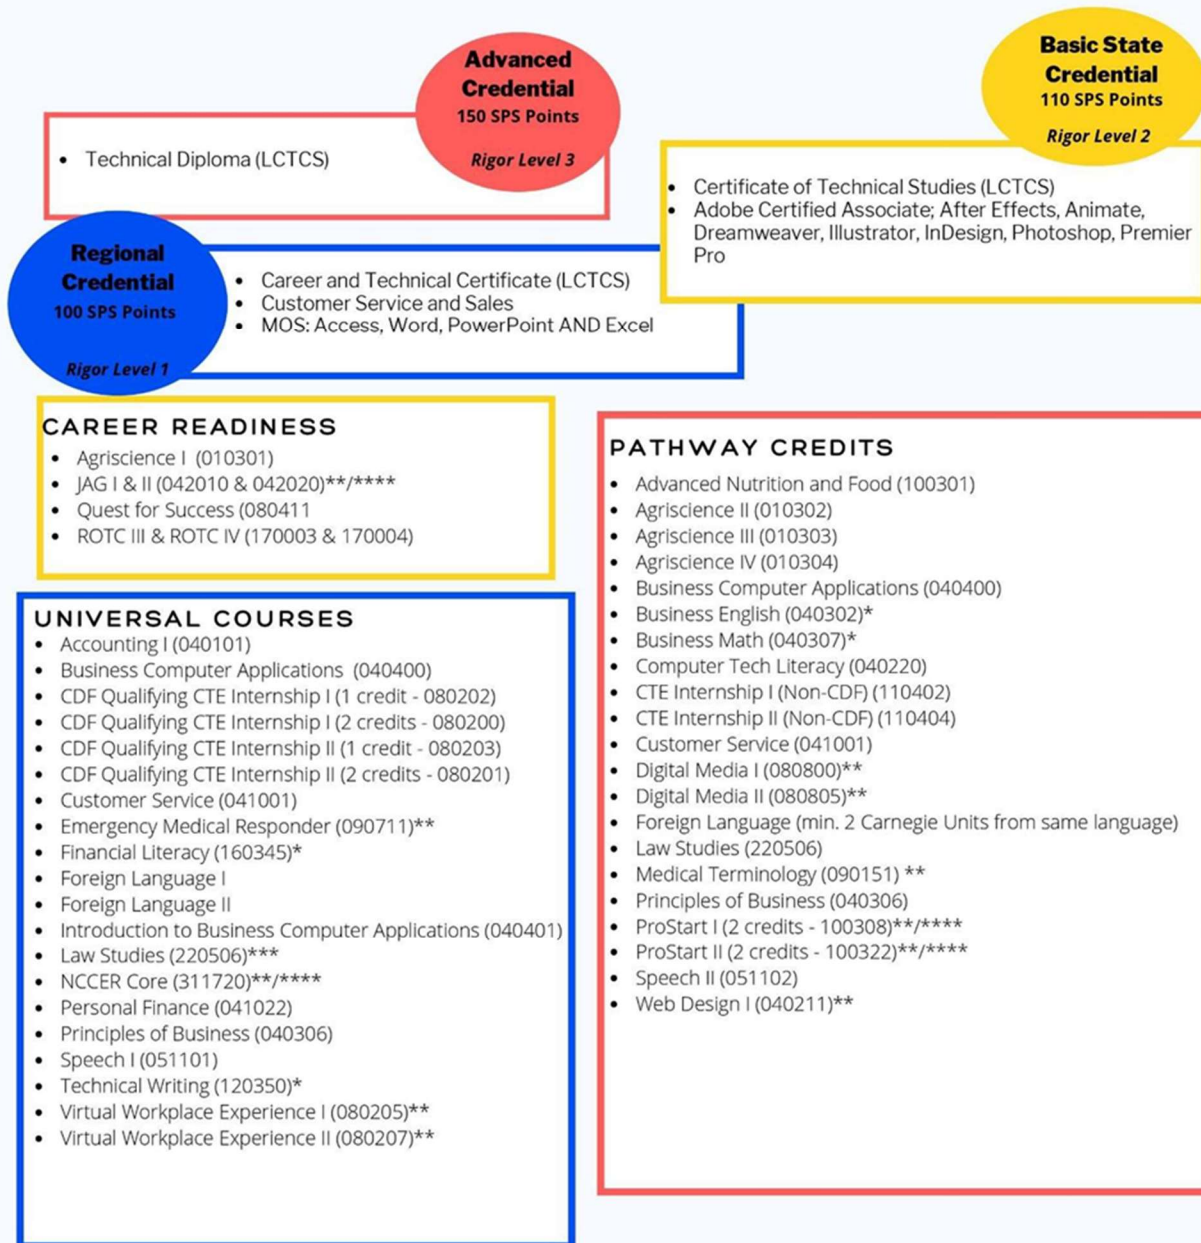 Advanced
Credential
150 SPS Points
Rigor Level 3
• Technical Diploma (LCTCS)
Basic State
Credential
110 SPS Points
Rigor Level 2
• Certificate of Technical Studies (LCTCS)
• Adobe Certified Associate; After Effects, Animate,
Dreamweaver, Illustrator, InDesign, Photoshop, Premier
Pro
Regional
Credential
100 SPS Points
Rigor Level 1
• Career and Technical Certificate (LCTCS)
• Customer Service and Sales
• MOS: Access, Word, PowerPoint AND Excel
CAREER READINESS
• Agriscience I (010301)
• JAG I & II (042010 & 042020)**/****
• Quest for Success (080411
• ROTC III & ROTC IV (170003 & 170004)
UNIVERSAL COURSES
• Accounting I (040101)
• Business Computer Applications (040400)
• CDF Qualifying CTE Internship I (1 credit - 080202)
• CDF Qualifying CTE Internship I (2 credits - 080200)
• CDF Qualifying CTE Internship II (1 credit - 080203)
• CDF Qualifying CTE Internship II (2 credits - 080201)
• Customer Service (041001)
• Emergency Medical Responder (090711)**
• Financial Literacy (160345)*
• Foreign Language I
• Foreign Language II
• Introduction to Business Computer Applications (040401)
• Law Studies (220506)***
• NCCER Core (311720)**/****
• Personal Finance (041022)
• Principles of Business (040306)
• Speech I (051101)
• Technical Writing (120350)*
• Virtual Workplace Experience I (080205)**
• Virtual Workplace Experience II (080207)**
PATHWAY CREDITS
• Advanced Nutrition and Food (100301)
• Agriscience II (010302)
• Agriscience III (010303)
• Agriscience IV (010304)
• Business Computer Applications (040400)
• Business English (040302)*
• Business Math (040307)*
• Computer Tech Literacy (040220)
• CTE Internship I (Non-CDF) (110402)
• CTE Internship II (Non-CDF) (110404)
• Customer Service (041001)
• Digital Media I (080800)**
• Digital Media II (080805)**
• Foreign Language (min. 2 Carnegie Units from same language)
• Law Studies (220506)
• Medical Terminology (090151) **
• Principles of Business (040306)
• ProStart I (2 credits - 100308)**/****
• ProStart II (2 credits - 100322)**/****
• Speech II (051102)
• Web Design I (040211)**